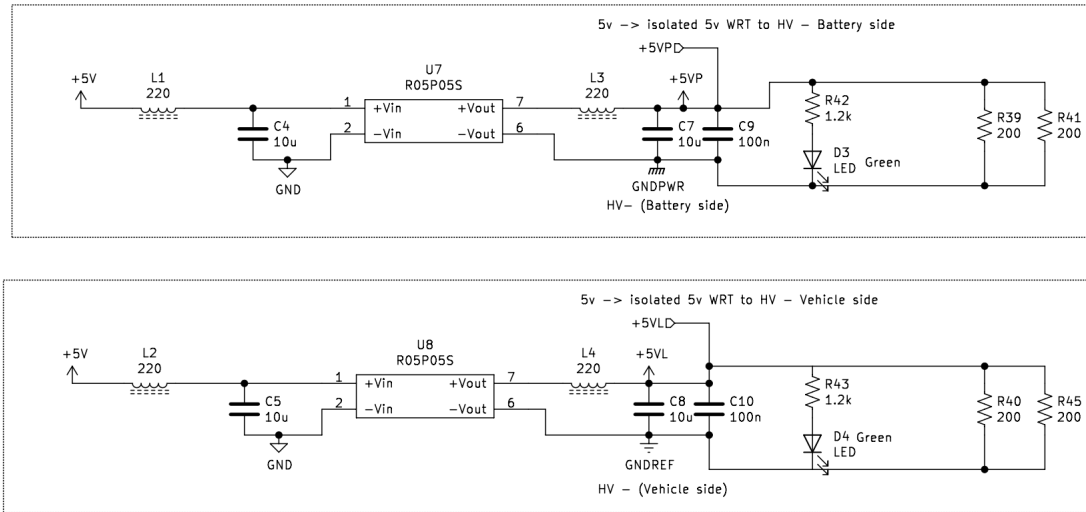 5v -> isolated 5v WRT to HV - Battery side
+5VP
+5V
L1
220
U7
R05P05S
L3
220
+5VP
1
+Vin
+Vout
7
2
-Vin
-Vout
6
C4
10u
C7
10u
C9
100n
R42
1.2k
R39
200
R41
200
D3
LED
Green
GND
GNDPWR
HV- (Battery side)
5v -> isolated 5v WRT to HV - Vehicle side
+5VL
+5V
L2
220
U8
R05P05S
L4
220
+5VL
1
+Vin
+Vout
7
2
-Vin
-Vout
6
C5
10u
C8
10u
C10
100n
R43
1.2k
R40
200
R45
200
D4
Green
LED
GND
GNDREF
HV - (Vehicle side)